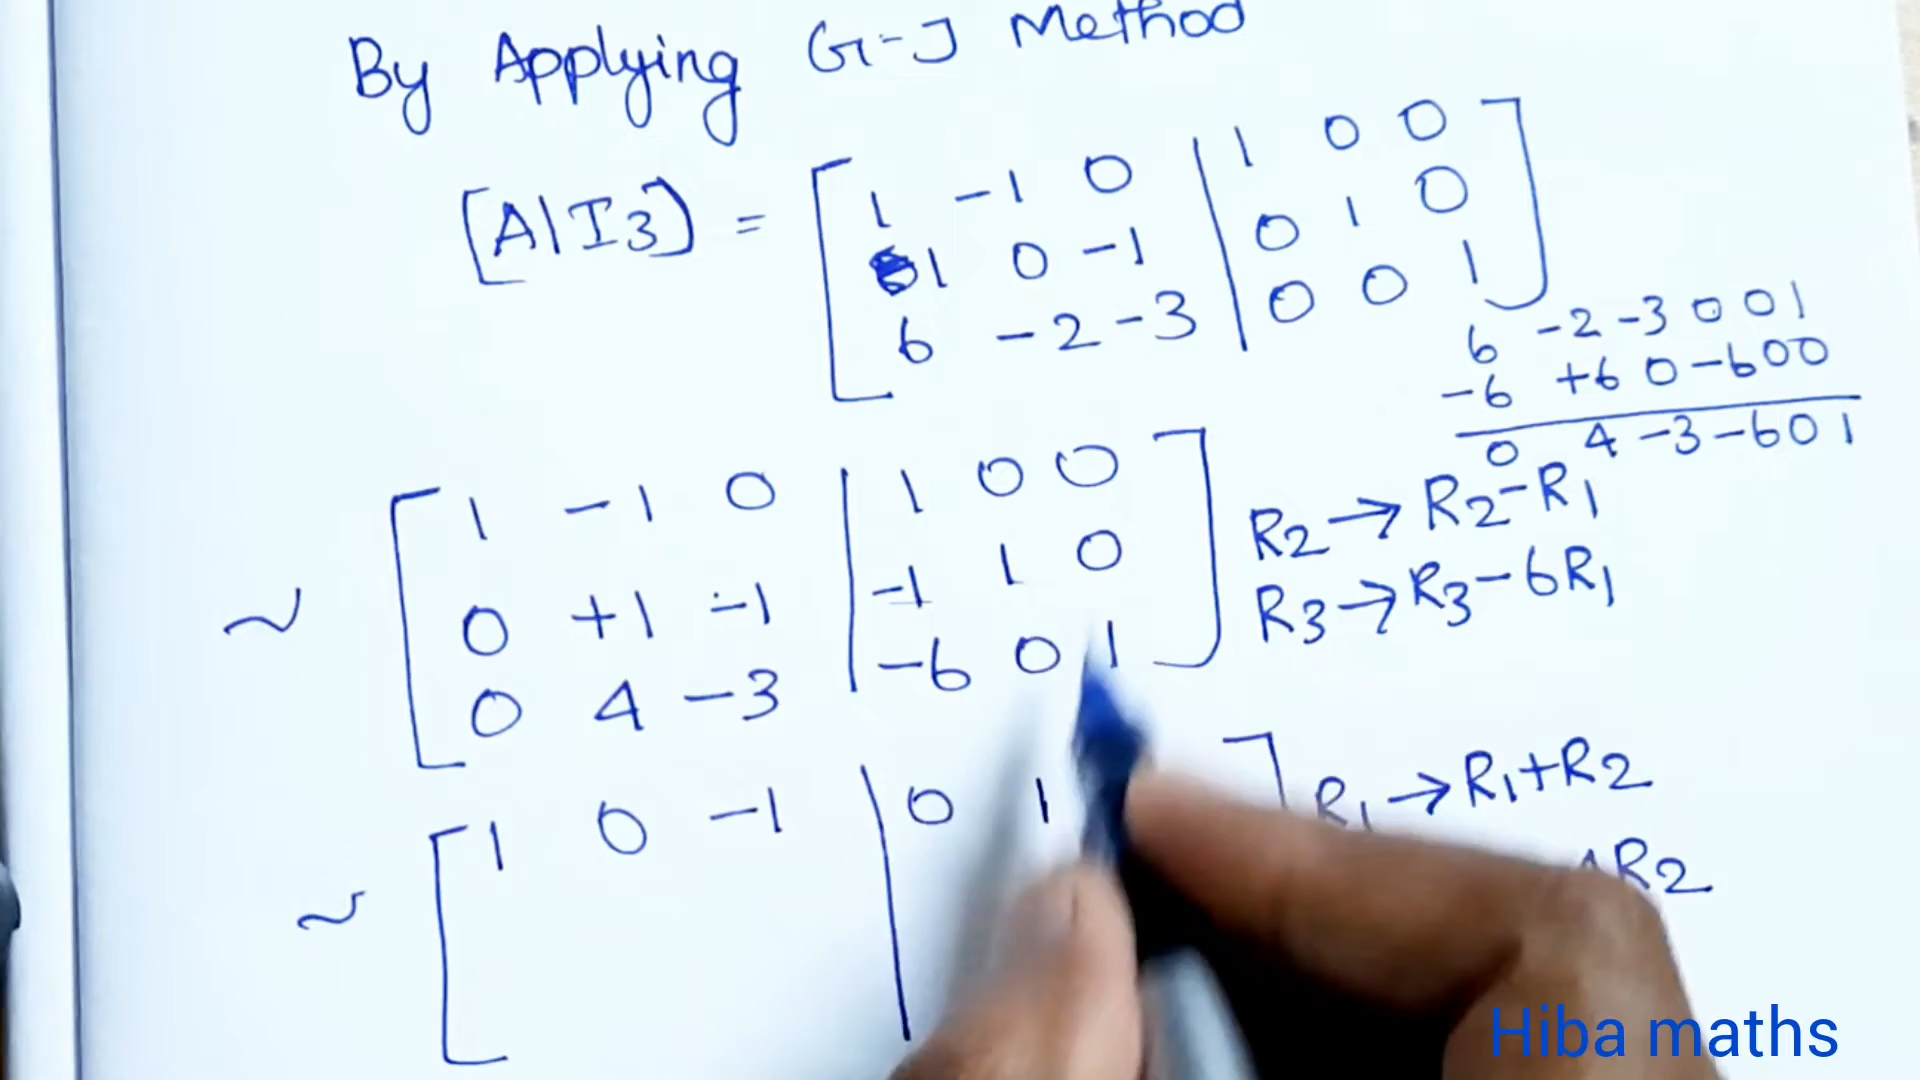 By Applying G-J Method
[A|I3] = [1 -1 0 | 1 0 0]
1 0 -1 | 0 1 0
6 -2 -3 | 0 0 1
6 -2 -3 0 0 1
-6 +6 0 -6 0 0
0 4 -3 -6 0 1
~ [1 -1 0 | 1 0 0]
0 +1 -1 | -1 1 0
0 4 -3 | -6 0 1
R2 → R2-R1
R3 → R3-6R1
~ [1 0 -1 | 0 1 ]
R1 → R1+R2
R2
Hiba maths